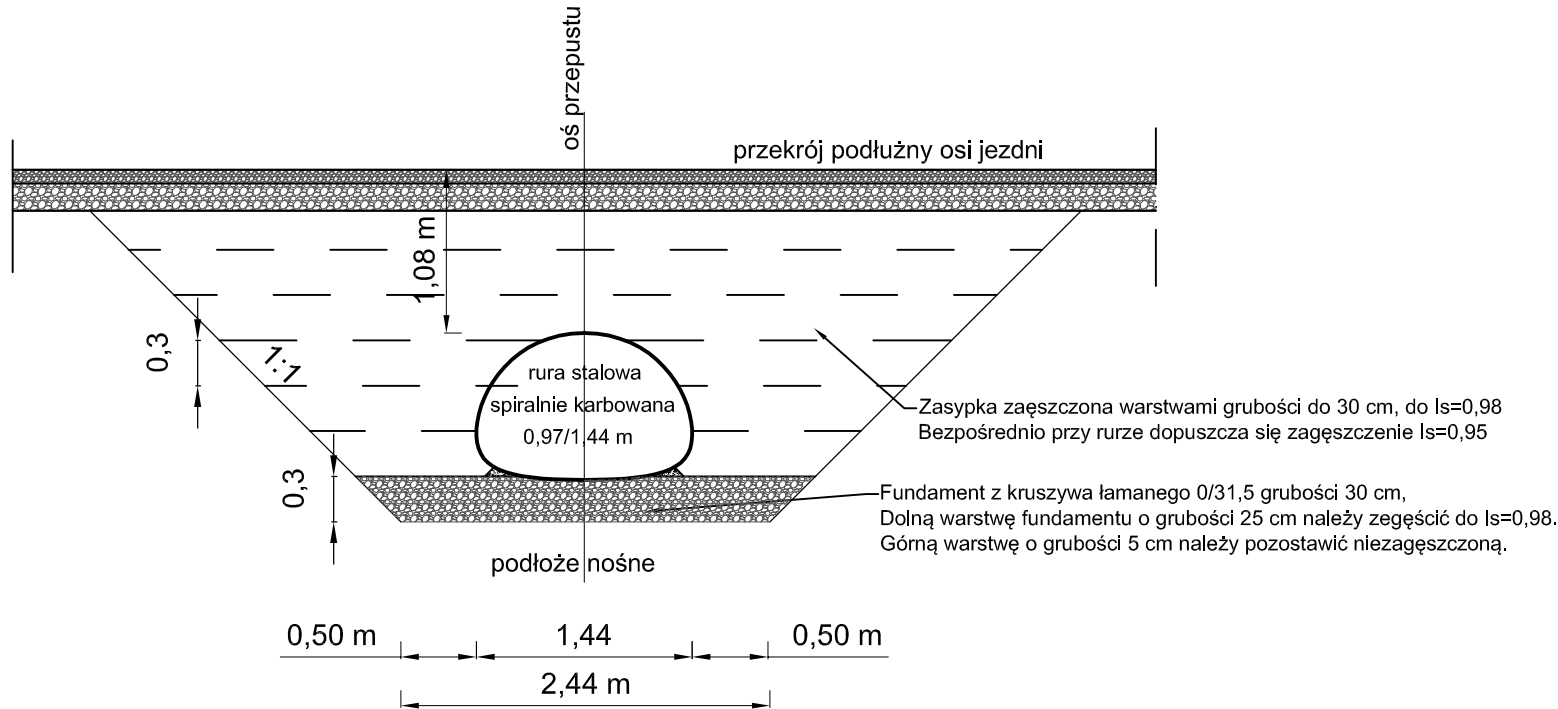 oś przepustu
przekrój podłużny osi jezdni
1,08 m
0,3
1:1
rura stalowa
spiralnie karbowana
0,97/1,44 m
Zasypka zaęszczona warstwami grubości do 30 cm, do Is=0,98
Bezpośrednio przy rurze dopuszcza się zagęszczenie Is=0,95
0,3
Fundament z kruszywa łamanego 0/31,5 grubości 30 cm,
Dolną warstwę fundamentu o grubości 25 cm należy zegęścić do Is=0,98.
Górną warstwę o grubości 5 cm należy pozostawić niezagęszczoną.
podłoże nośne
0,50 m
1,44
0,50 m
2,44 m